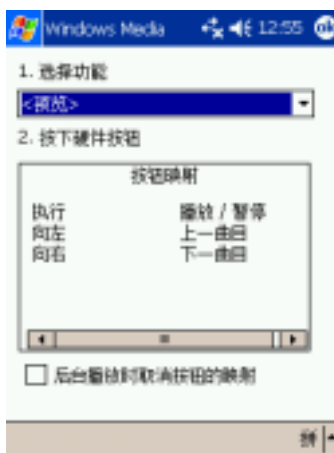 Windows Media 12:55 ok
1. 选择功能
<预览>
2. 按下硬件按钮
按钮映射
执行 播放 / 暂停
向左 上一曲目
向右 下一曲目
后台播放时取消按钮的映射
拼